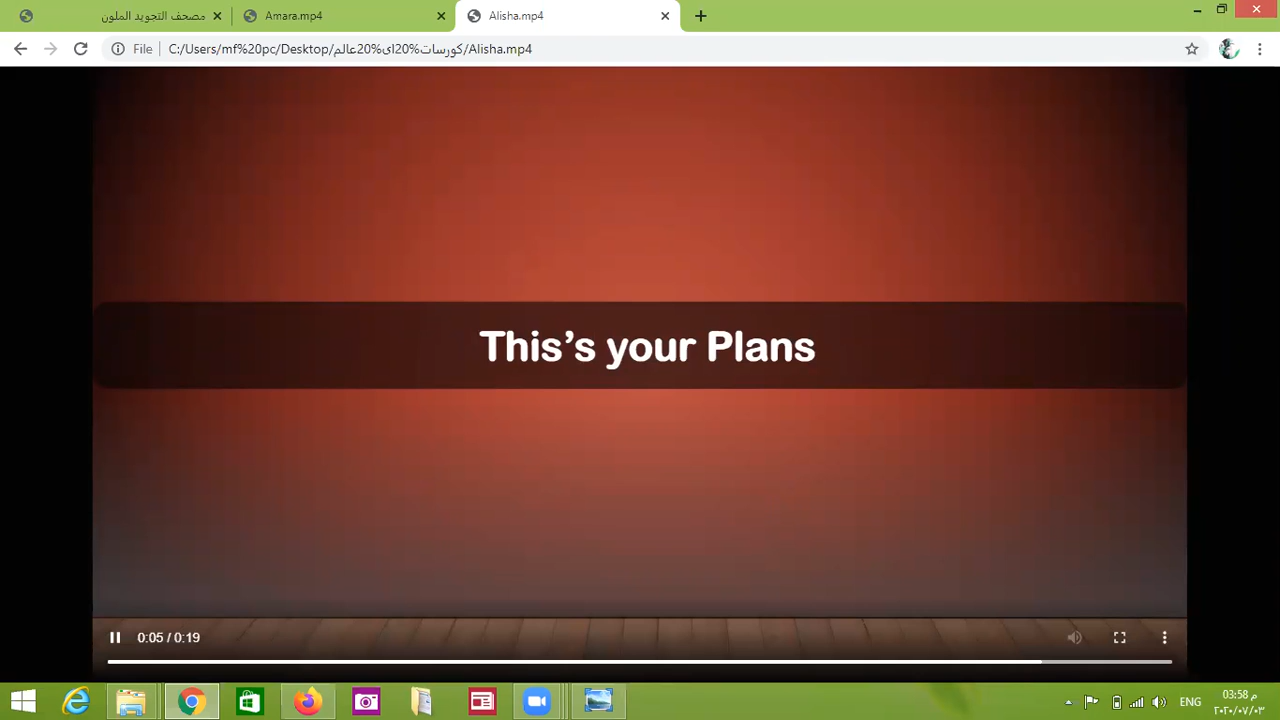 مصحف التجويد الملون
Amara.mp4
Alisha.mp4
File
C:/Users/mf%20pc/Desktop/كورسات%20اى%20عالم/Alisha.mp4
This’s your Plans
0:05 / 0:19
ENG
03:58 م
٢٠٢٠/٠٧/٠٣